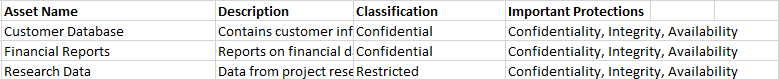 Asset Name Description Classification Important Protections
Customer Database Contains customer inf Confidential Confidentiality, Integrity, Availability
Financial Reports Reports on financial d Confidential Confidentiality, Integrity, Availability
Research Data Data from project rese Restricted Confidentiality, Integrity, Availability